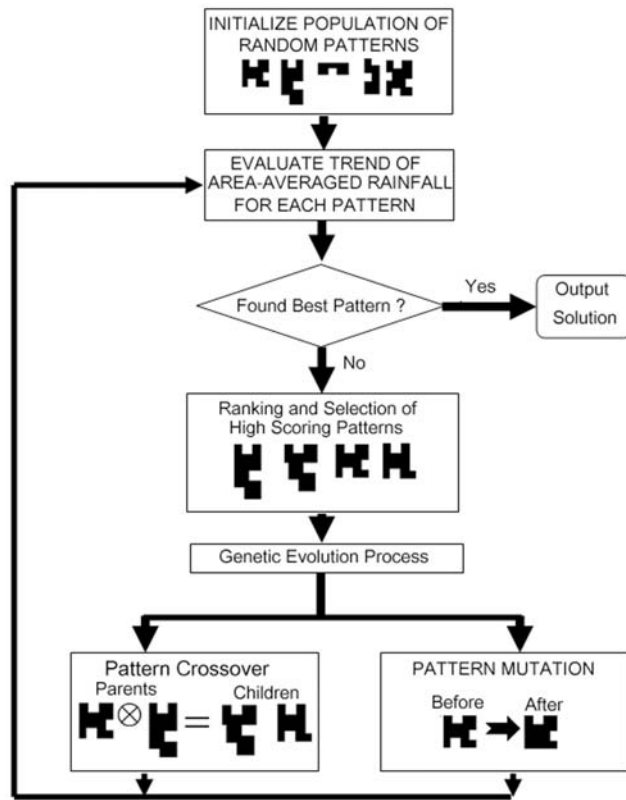 INITIALIZE POPULATION OF
RANDOM PATTERNS
EVALUATE TREND OF
AREA-AVERAGED RAINFALL
FOR EACH PATTERN
Found Best Pattern ?
Yes
Output
Solution
No
Ranking and Selection of
High Scoring Patterns
Genetic Evolution Process
Pattern Crossover
Parents
Children
=
PATTERN MUTATION
Before
After